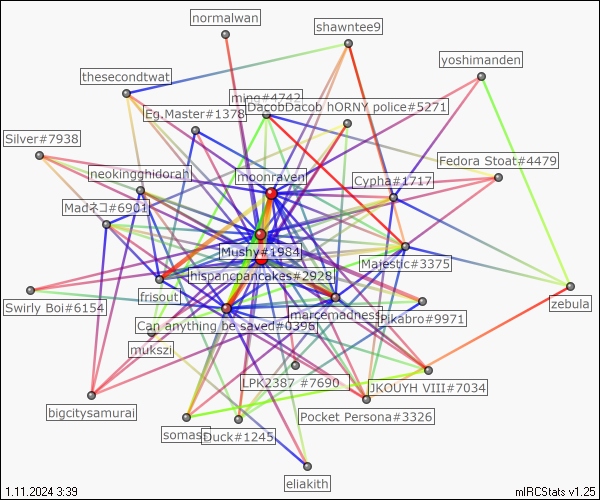 normalwan
shawntee9
yoshimanden
thesecondtwat
ming#4742
DacobDacob hORNY police#5271
Eg.Master#1378
Silver#7938
Fedora Stoat#4479
neokingghidorah
moonraven
Cypha#1717
Madネコ#6901
Mushy#1984
Majestic#3375
hispancpancakes#2928
frisout
zebula
Swirly Boi#6154
marcemadness
Pikabro#9971
Can anything be saved#0396
mukszi
LPK2387 #7690
JKOUYH VIII#7034
bigcitysamurai
Pocket Persona#3326
somass
Duck#1245
eliakith
1.11.2024 3:39
mIRCStats v1.25